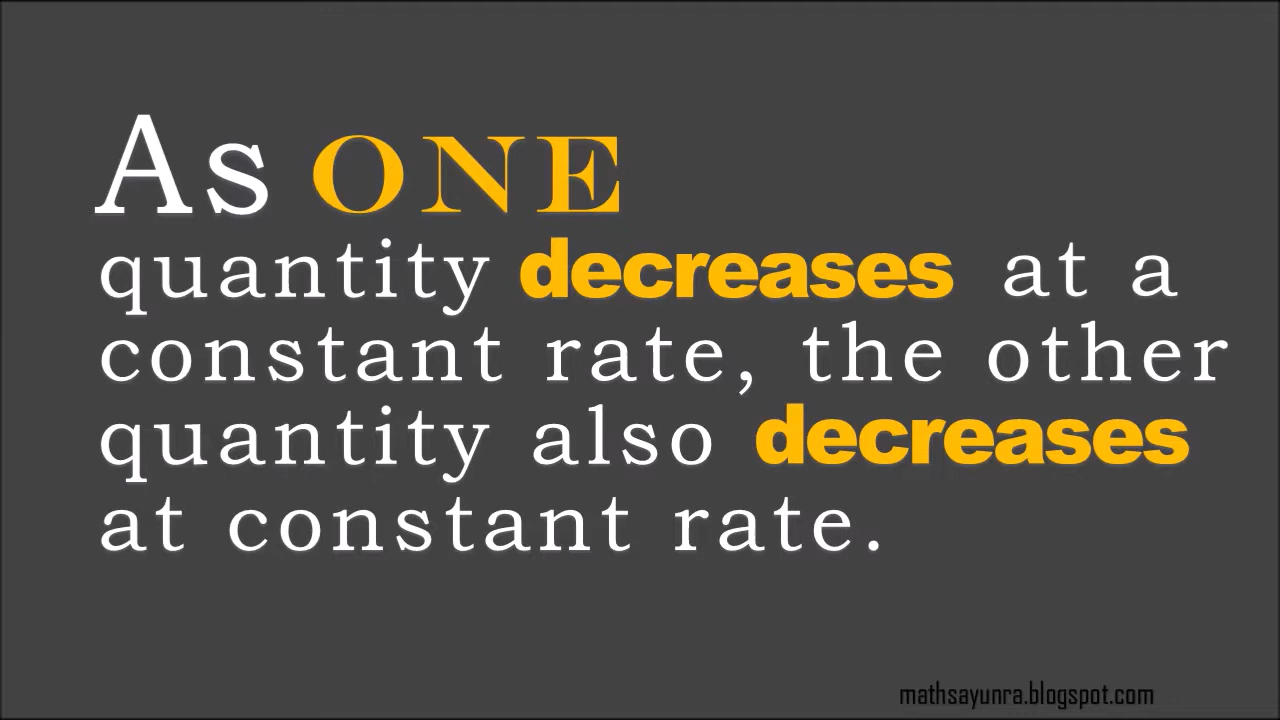 As ONE
quantity decreases at a
constant rate, the other
quantity also decreases
at constant rate.
mathsayunra.blogspot.com